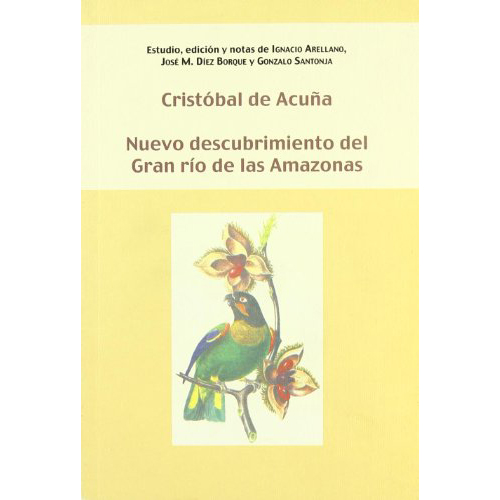 Estudio, edición y notas de Ignacio Arellano,
José M. Díez Borque y Gonzalo Santonja
Cristóbal de Acuña
Nuevo descubrimiento del
Gran río de las Amazonas